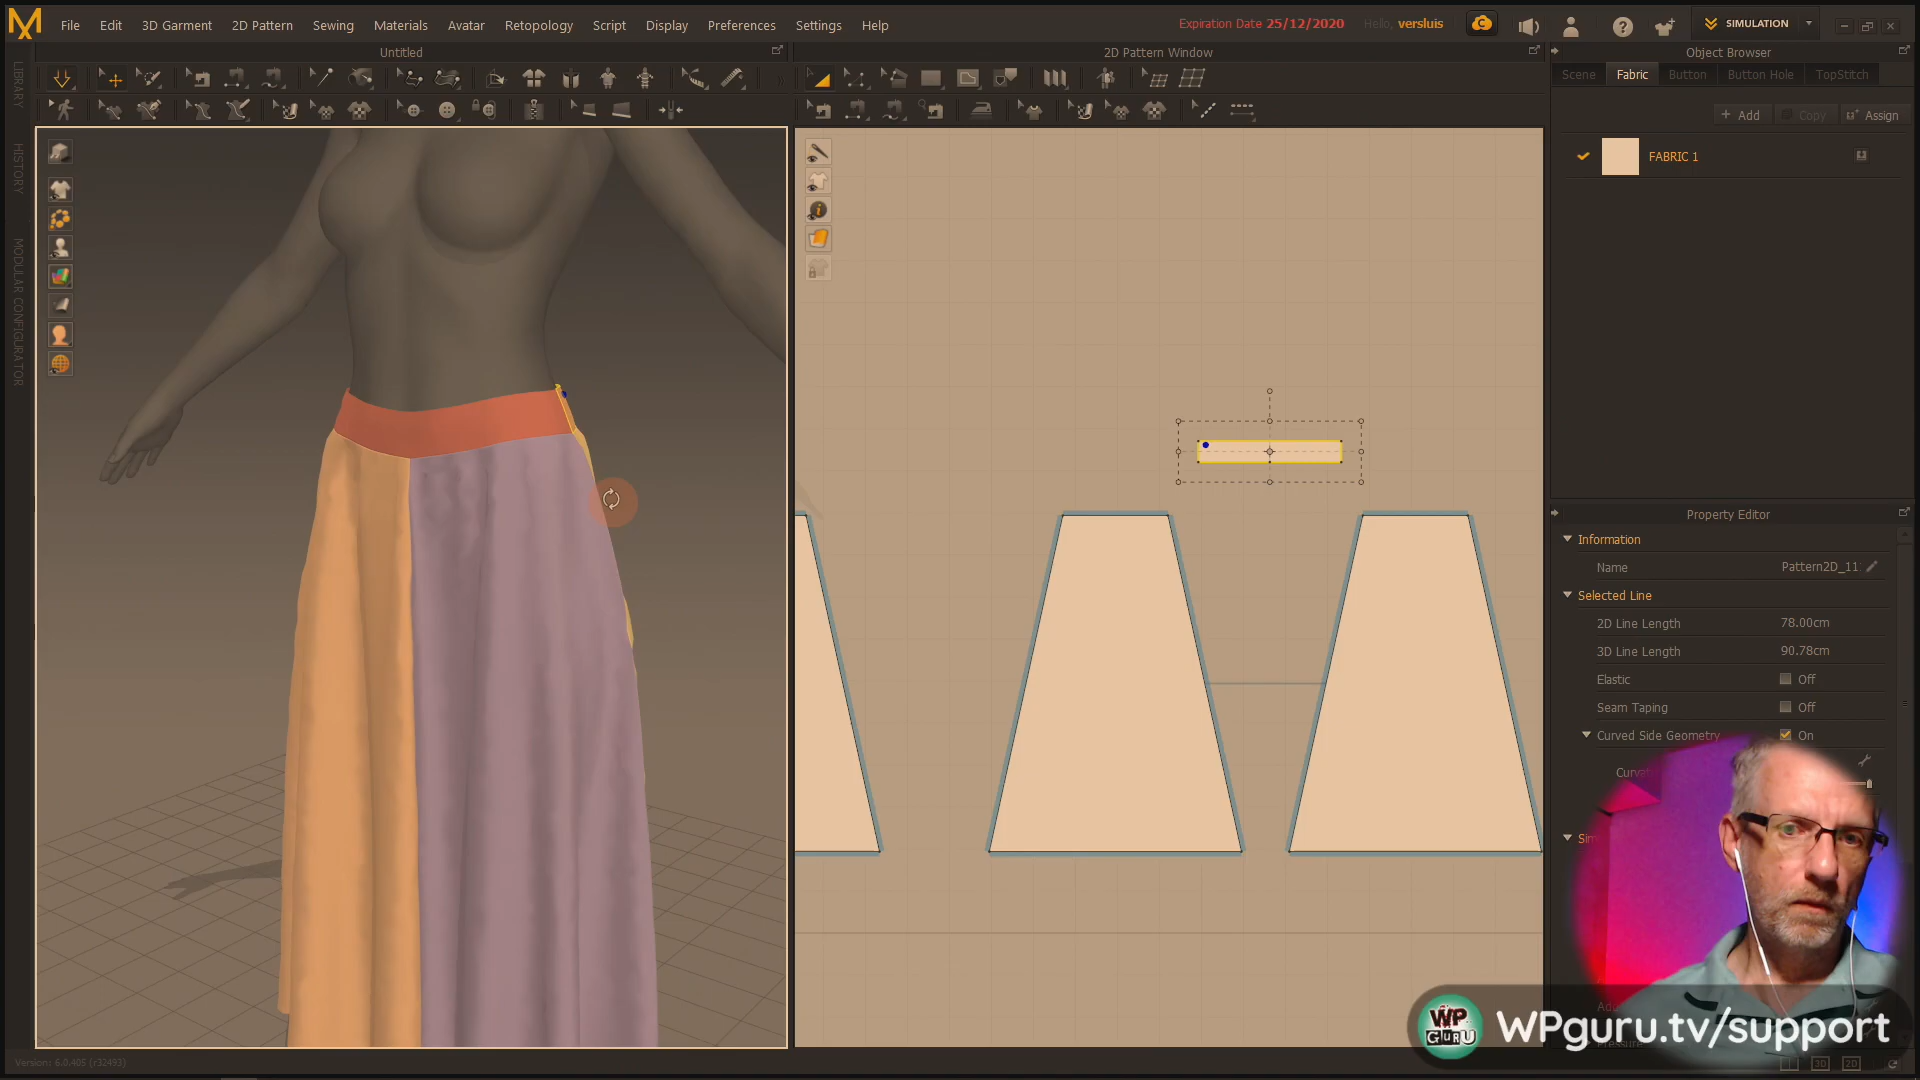 File Edit 3D Garment 2D Pattern Sewing Materials Avatar Retopology Script Display Preferences Settings Help
Expiration Date 25/12/2020 Hello, versluis
SIMULATION
Untitled
2D Pattern Window
Object Browser
Scene Fabric Button Button Hole TopStitch
+ Add Copy Assign
FABRIC 1
LIBRARY
HISTORY
MODULAR CONFIGURATOR
Property Editor
Information
Name Pattern2D_11
Selected Line
2D Line Length 78.00cm
3D Line Length 90.78cm
Elastic Off
Seam Taping Off
Curved Side Geometry On
WP
GURU
WPguru.tv/support
Version: 6.0.405 (r32493)
3D 2D